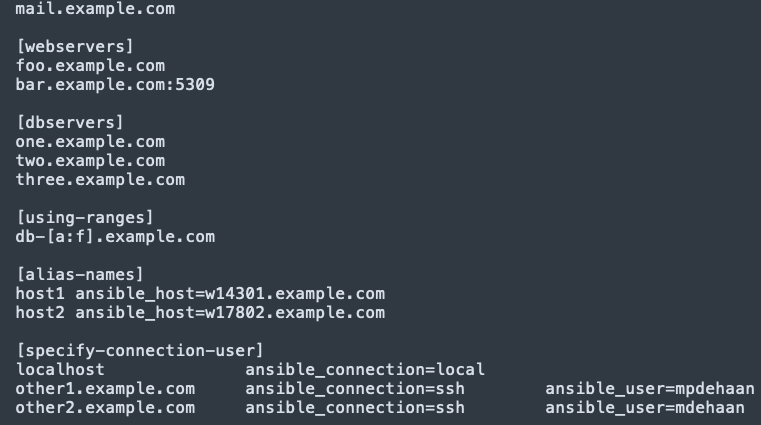 mail.example.com
[webservers]
foo.example.com
bar.example.com:5309
[dbservers]
one.example.com
two.example.com
three.example.com
[using-ranges]
db-[a:f].example.com
[alias-names]
host1 ansible_host=w14301.example.com
host2 ansible_host=w17802.example.com
[specify-connection-user]
localhost ansible_connection=local
other1.example.com ansible_connection=ssh ansible_user=mpdehaan
other2.example.com ansible_connection=ssh ansible_user=mdehaan